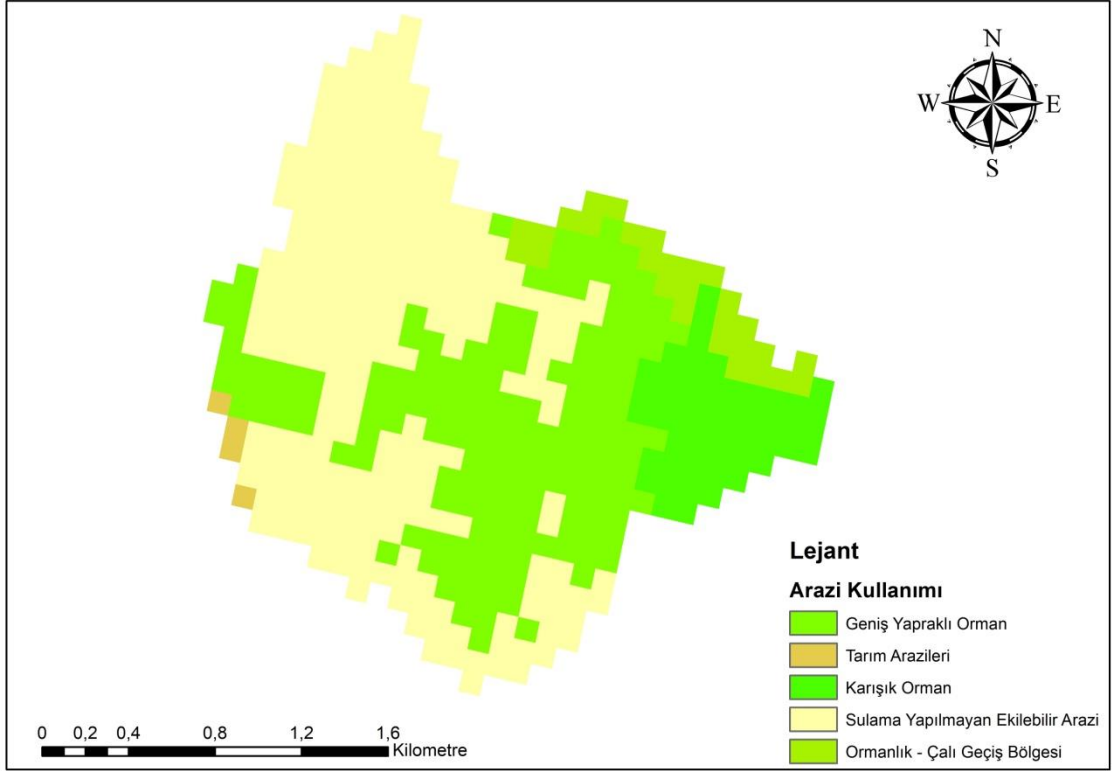 N
W E
S
Lejant
Arazi Kullanımı
Geniş Yapraklı Orman
Tarım Arazileri
Karışık Orman
Sulama Yapılmayan Ekilebilir Arazi
Ormanlık - Çalı Geçiş Bölgesi
0 0,2 0,4 0,8 1,2 1,6
Kilometre